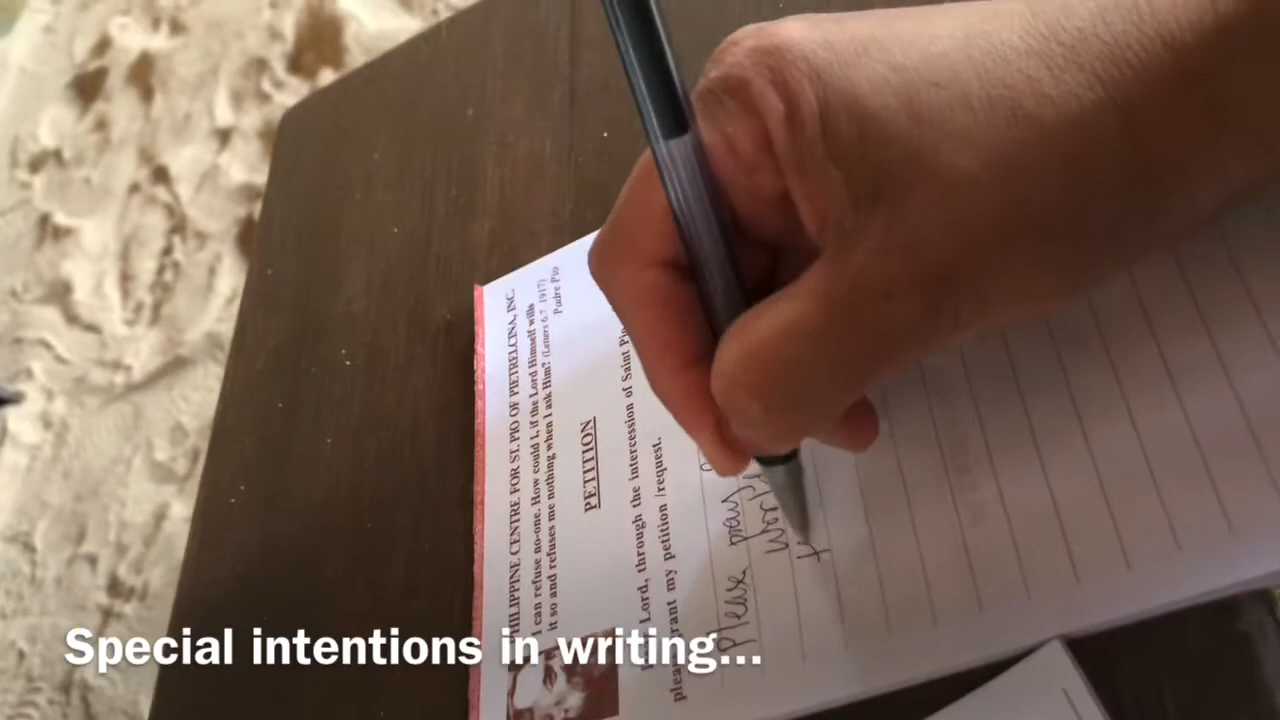 PHILIPPINE CENTRE FOR ST. PIO OF PIETRELCINA, INC.
I can refuse no-one. How could I, if the Lord Himself wills
it so and refuses me nothing when I ask Him? (Letters 6.7 1917)
Padre Pio
PETITION
Lord, through the intercession of Saint Pio
please grant my petition /request.
Please pray
World
Special intentions in writing...